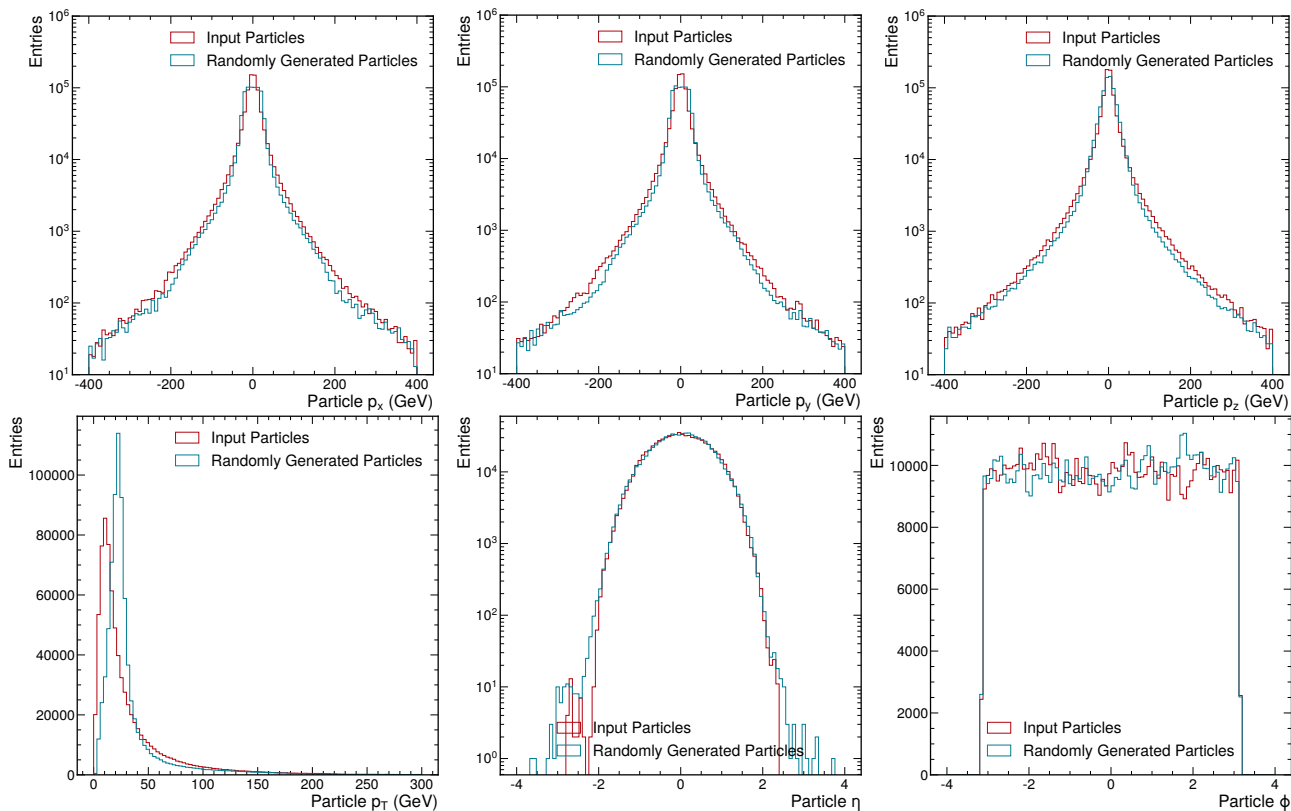 Entries
10^6
10^5
10^4
10^3
10^2
10^1
Input Particles
Randomly Generated Particles
-400 -200 0 200 400
Particle p_x (GeV)
Entries
10^6
10^5
10^4
10^3
10^2
10^1
Input Particles
Randomly Generated Particles
-400 -200 0 200 400
Particle p_y (GeV)
Entries
10^6
10^5
10^4
10^3
10^2
10^1
Input Particles
Randomly Generated Particles
-400 -200 0 200 400
Particle p_z (GeV)
Entries
100000
80000
60000
40000
20000
0
Input Particles
Randomly Generated Particles
0 50 100 150 200 250 300
Particle p_T (GeV)
Entries
10^4
10^3
10^2
10^1
10^0
Input Particles
Randomly Generated Particles
-4 -2 0 2 4
Particle η
Entries
10000
8000
6000
4000
2000
0
Input Particles
Randomly Generated Particles
-4 -2 0 2 4
Particle ϕ